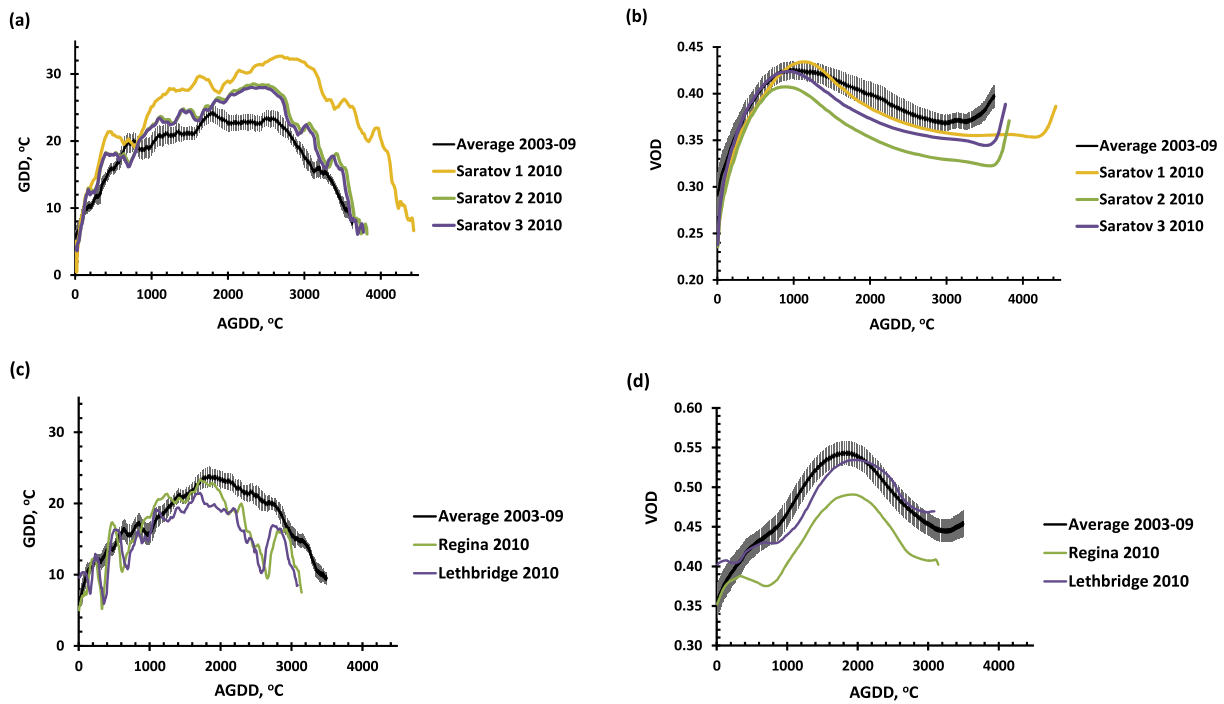 (a)
GDD, °C
30
20
10
0
0 1000 2000 3000 4000
AGDD, °C
Average 2003-09
Saratov 1 2010
Saratov 2 2010
Saratov 3 2010
(b)
VOD
0.45
0.40
0.35
0.30
0.25
0.20
0 1000 2000 3000 4000
AGDD, °C
Average 2003-09
Saratov 1 2010
Saratov 2 2010
Saratov 3 2010
(c)
GDD, °C
30
20
10
0
0 1000 2000 3000 4000
AGDD, °C
Average 2003-09
Regina 2010
Lethbridge 2010
(d)
VOD
0.60
0.55
0.50
0.45
0.40
0.35
0.30
0 1000 2000 3000 4000
AGDD, °C
Average 2003-09
Regina 2010
Lethbridge 2010